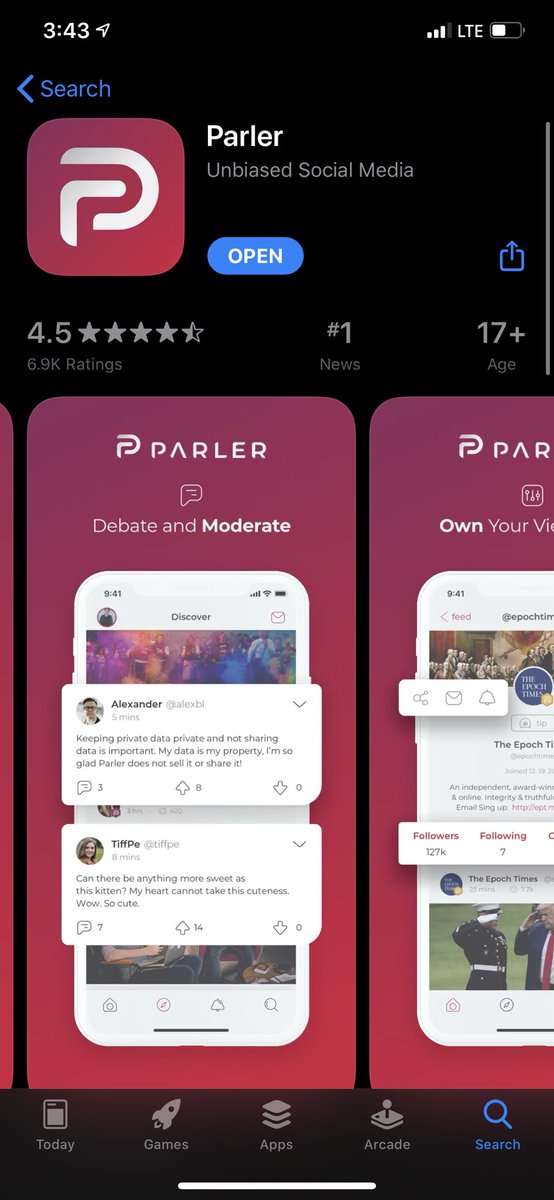 3:43
LTE
Search
Parler
Unbiased Social Media
OPEN
4.5
#1
17+
6.9K Ratings
News
Age
PARLER
Debate and Moderate
9:41
Discover
Alexander @alexbl
5 mins
Keeping private data private and not sharing
data is important. My data is my property, I'm so
glad Parler does not sell it or share it!
3
8
0
3 hrs
420
TiffPe @tiffpe
8 mins
Can there be anything more sweet as
this kitten? My heart cannot take this cuteness.
Wow. So cute.
7
14
0
PAR
Own Your Vie
9:41
feed
@epochtim
THE
EPOCH
TIMES
tip
The Epoch Ti
@epochtime
Joined 12, 19, 20
An independent, award-win
& online. Integrity & truthful
Email Sing up: http://ept.m
Followers
Following
127k
7
The Epoch Times
23 mins
7.7k
Today
Games
Apps
Arcade
Search